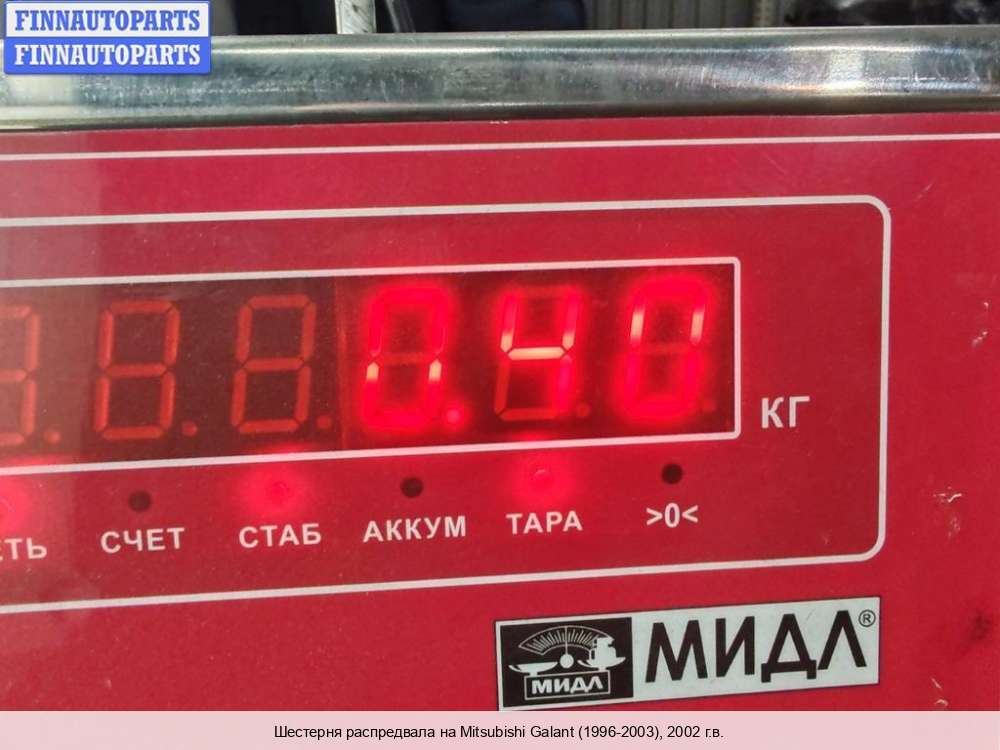 FINNAUTOPARTS
FINNAUTOPARTS
0.40
КГ
СЧЕТ СТАБ АККУМ ТАРА >0<
МИДЛ МИДЛ®
Шестерня распредвала на Mitsubishi Galant (1996-2003), 2002 г.в.